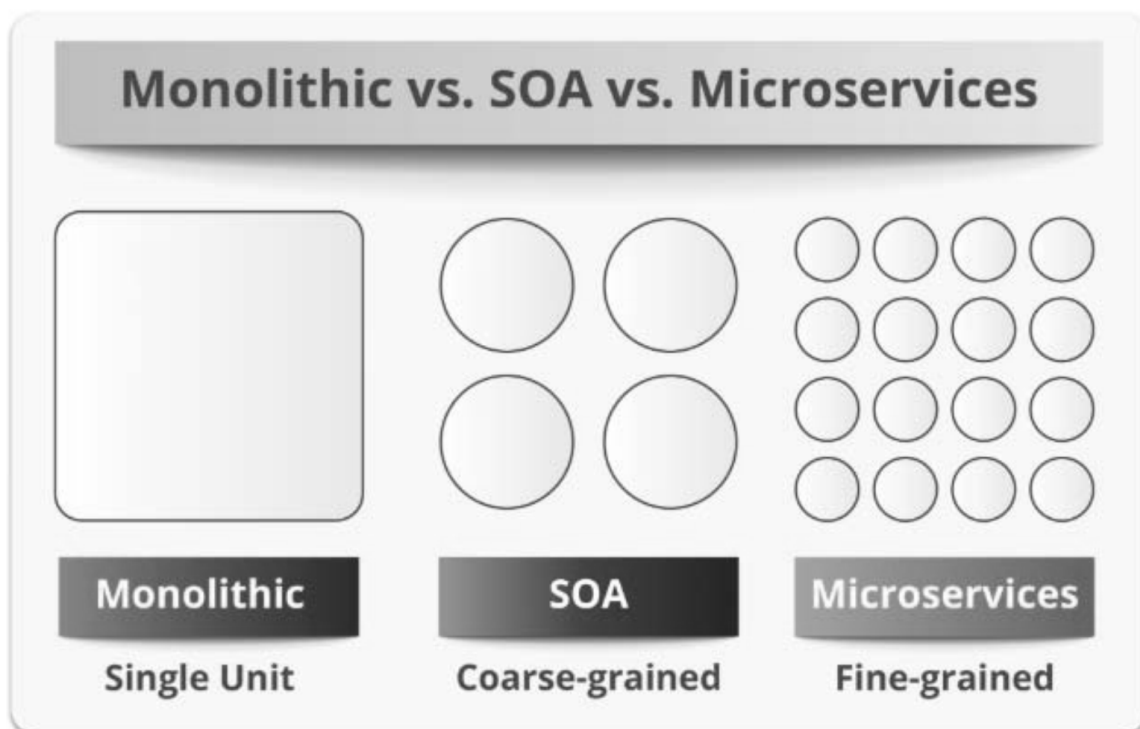 Monolithic vs. SOA vs. Microservices
Monolithic
SOA
Microservices
Single Unit
Coarse-grained
Fine-grained